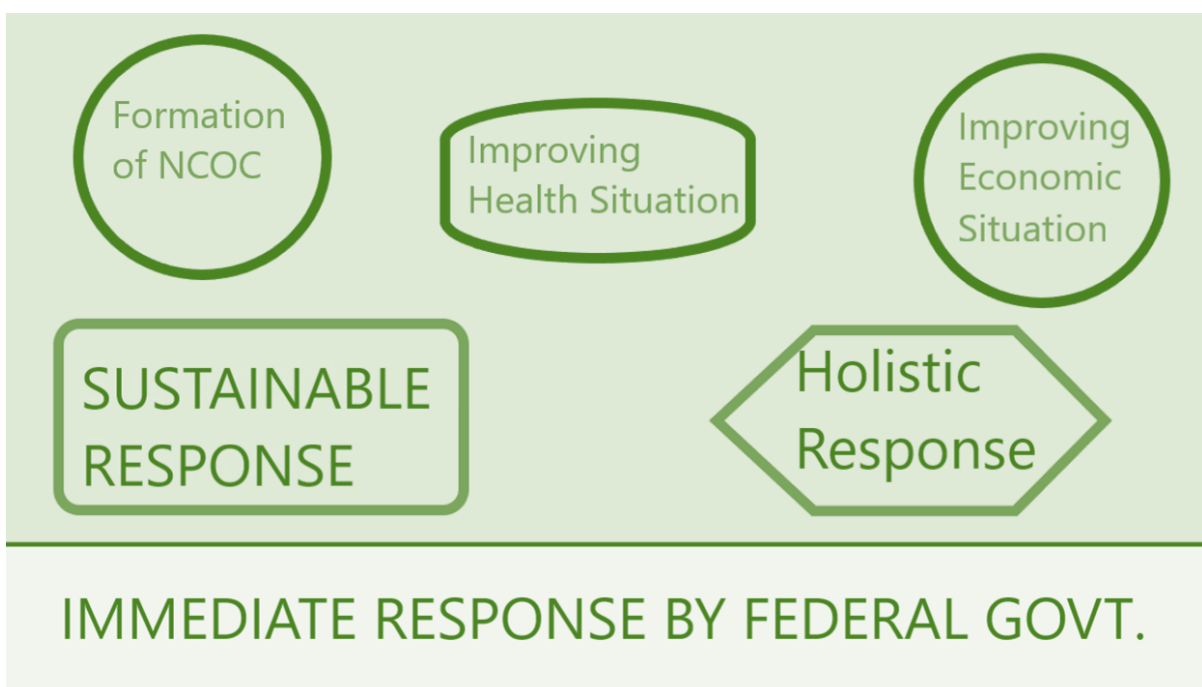 Formation
of NCOC
Improving
Health Situation
Improving
Economic
Situation
SUSTAINABLE
RESPONSE
Holistic
Response
IMMEDIATE RESPONSE BY FEDERAL GOVT.